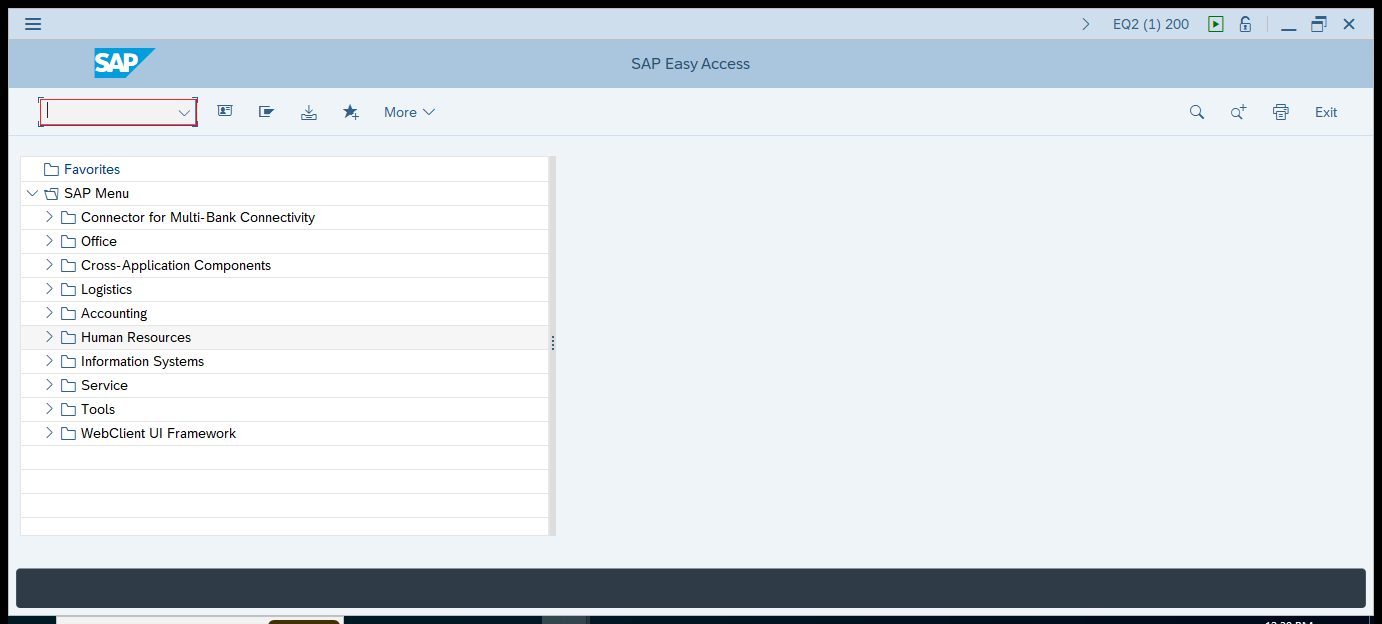 EQ2 (1) 200
SAP
SAP Easy Access
More
Exit
Favorites
SAP Menu
Connector for Multi-Bank Connectivity
Office
Cross-Application Components
Logistics
Accounting
Human Resources
Information Systems
Service
Tools
WebClient UI Framework